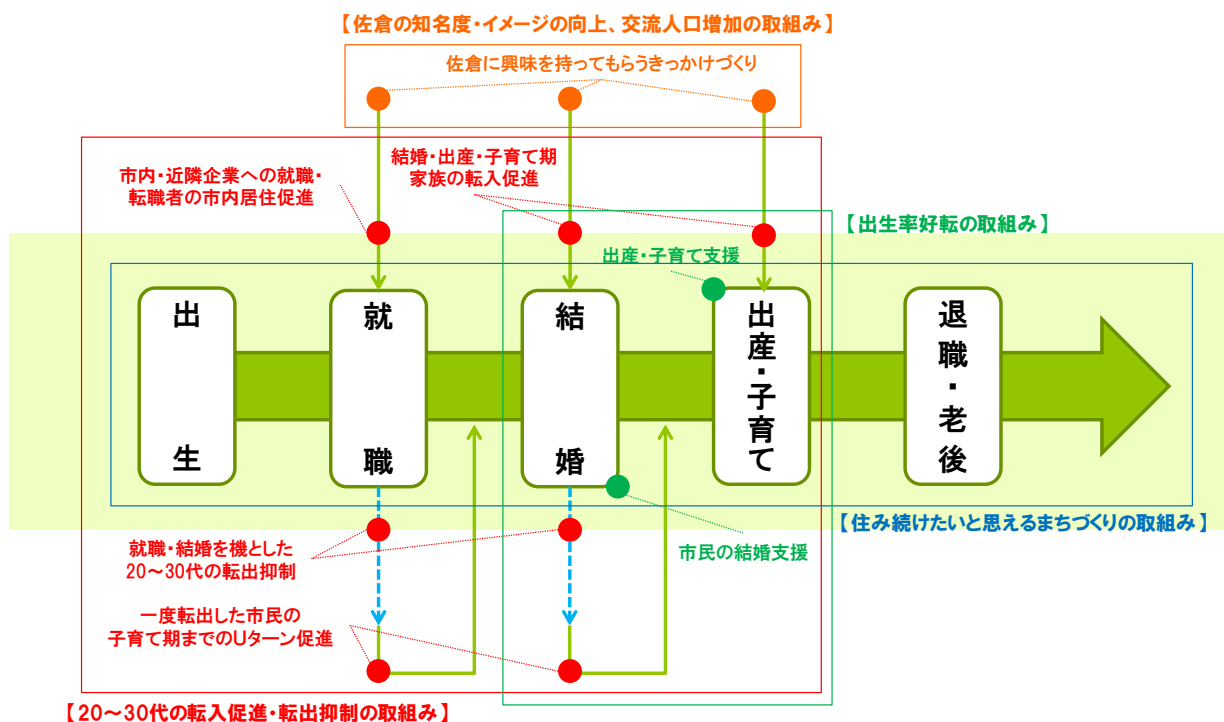 【佐倉の知名度・イメージの向上、交流人口増加の取組み】
佐倉に興味を持ってもらうきっかけづくり
市内・近隣企業への就職・
転職者の市内居住促進
結婚・出産・子育て期
家族の転入促進
【出生率好転の取組み】
出産・子育て支援
出生
就職
結婚
出産・子育て
退職・老後
【住み続けたいと思えるまちづくりの取組み】
就職・結婚を機とした
20～30代の転出抑制
市民の結婚支援
一度転出した市民の
子育て期までのUターン促進
【20～30代の転入促進・転出抑制の取組み】